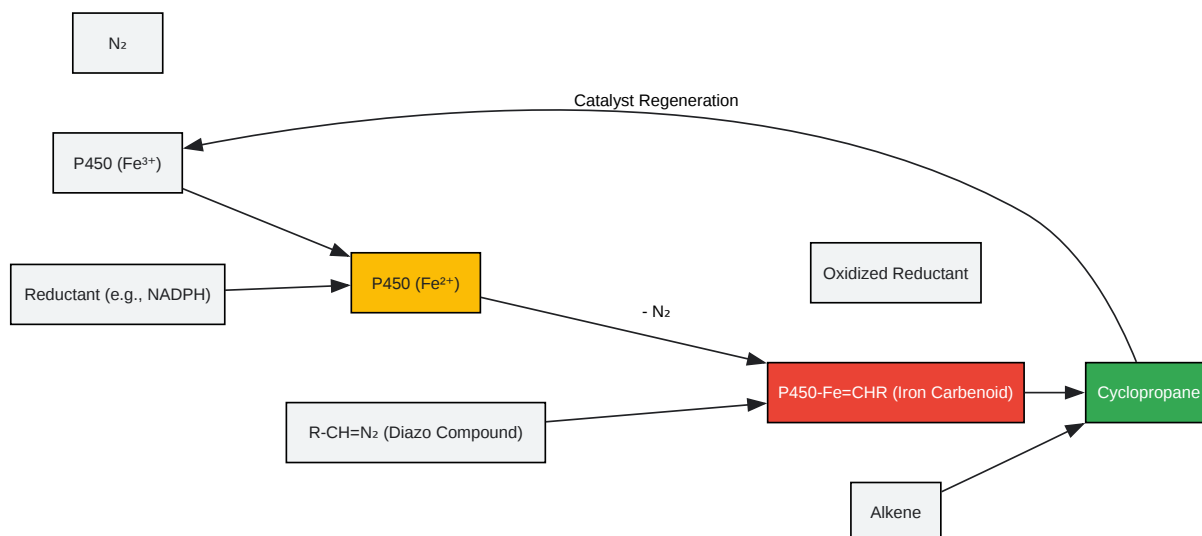 N₂
Catalyst Regeneration
P450 (Fe³⁺)
Oxidized Reductant
Reductant (e.g., NADPH)
P450 (Fe²⁺)
- N₂
P450-Fe=CHR (Iron Carbenoid)
Cyclopropane
R-CH=N₂ (Diazo Compound)
Alkene